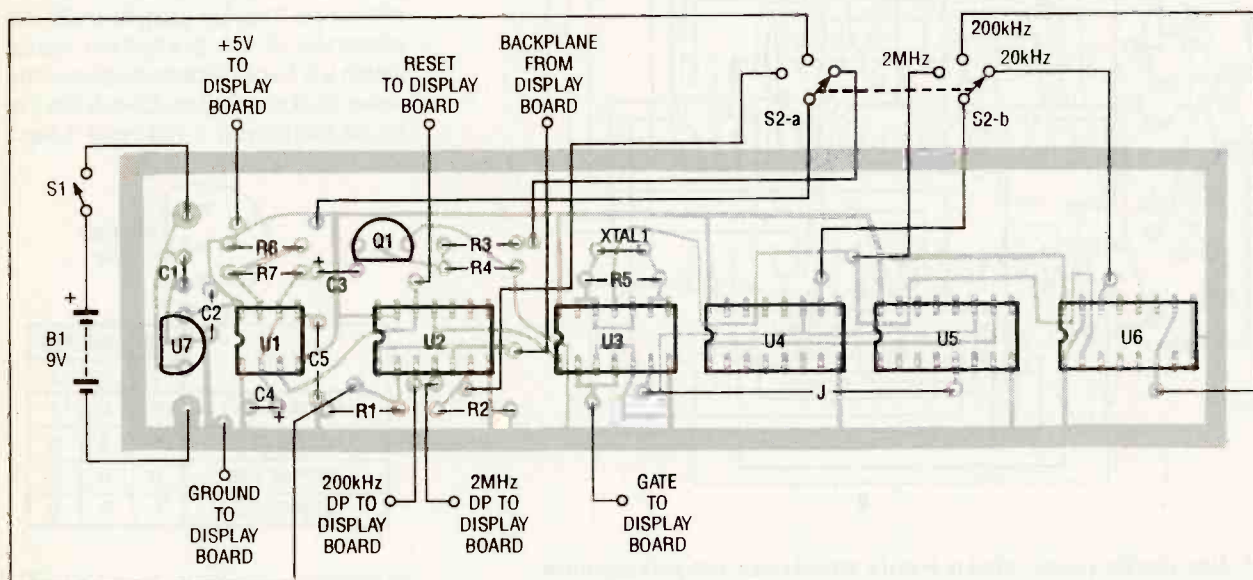 +5V
TO
DISPLAY
BOARD
RESET
TO DISPLAY
BOARD
BACKPLANE
FROM
DISPLAY
BOARD
200kHz
2MHz
20kHz
S2-a
S2-b
S1
+
B1
9V
C1
C2
U7
R6
R7
+
C3
Q1
R3
R4
XTAL1
R5
U1
C5
U2
U3
U4
U5
U6
C4
+
R1
R2
J
GROUND
TO
DISPLAY
BOARD
200kHz
DP TO
DISPLAY
BOARD
2MHz
DP TO
DISPLAY
BOARD
GATE
TO
DISPLAY
BOARD